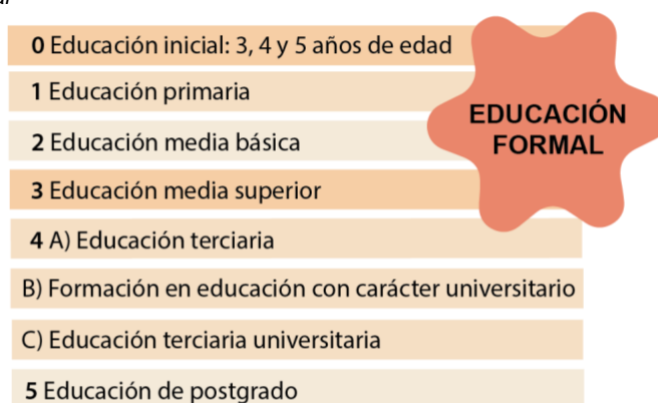 0 Educación inicial: 3, 4 y 5 años de edad
1 Educación primaria
EDUCACIÓN
FORMAL
2 Educación media básica
3 Educación media superior
4 A) Educación terciaria
B) Formación en educación con carácter universitario
C) Educación terciaria universitaria
5 Educación de postgrado